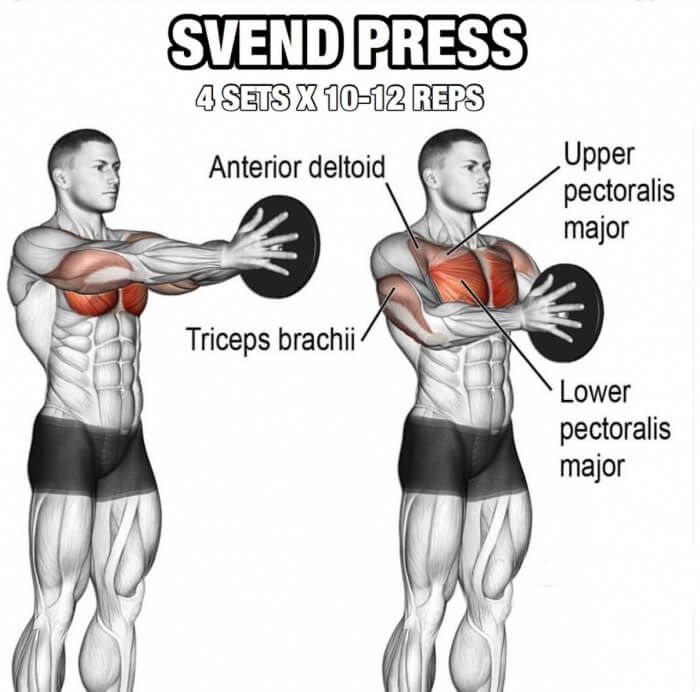 SVEND PRESS
4 SETS X 10-12 REPS
Anterior deltoid
Upper
pectoralis
major
Triceps brachii
Lower
pectoralis
major